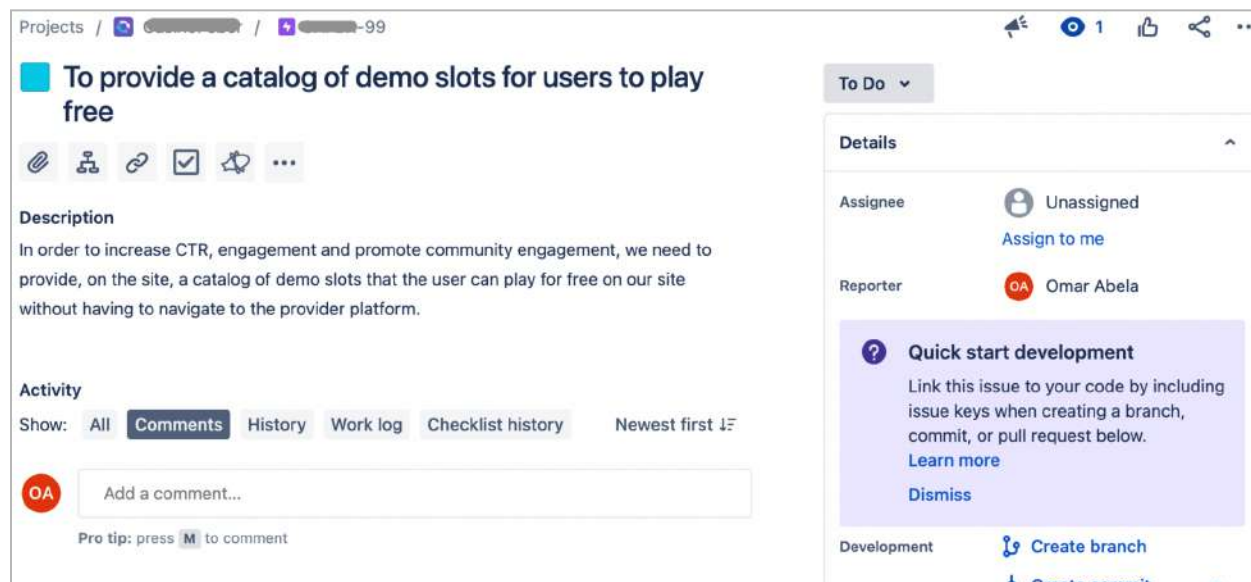 Projects / / -99
1
To provide a catalog of demo slots for users to play
free
To Do
Description
In order to increase CTR, engagement and promote community engagement, we need to
provide, on the site, a catalog of demo slots that the user can play for free on our site
without having to navigate to the provider platform.
Activity
Show: All Comments History Work log Checklist history Newest first
OA Add a comment...
Pro tip: press M to comment
Details
Assignee Unassigned
Assign to me
Reporter OA Omar Abela
? Quick start development
Link this issue to your code by including
issue keys when creating a branch,
commit, or pull request below.
Learn more
Dismiss
Development Create branch
Create commit